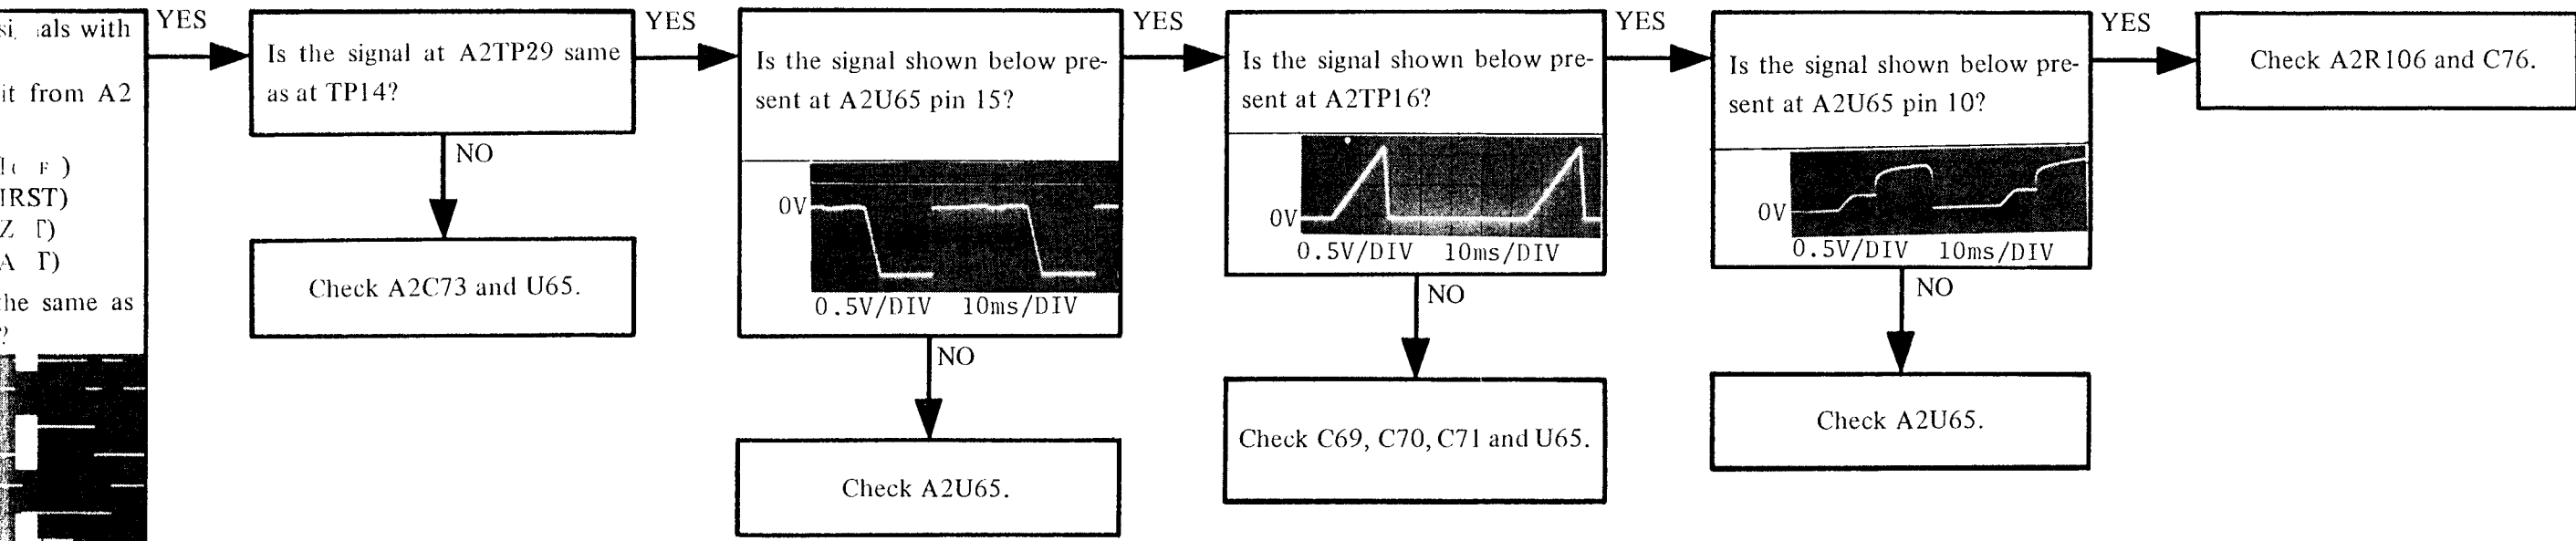 als with
it from A2
IRST)
he same as
?
YES
Is the signal at A2TP29 same
as at TP14?
NO
Check A2C73 and U65.
YES
Is the signal shown below pre-
sent at A2U65 pin 15?
0V
0.5V/DIV 10ms/DIV
NO
Check A2U65.
YES
Is the signal shown below pre-
sent at A2TP16?
0V
0.5V/DIV 10ms/DIV
NO
Check C69, C70, C71 and U65.
YES
Is the signal shown below pre-
sent at A2U65 pin 10?
0V
0.5V/DIV 10ms/DIV
NO
Check A2U65.
YES
Check A2R106 and C76.